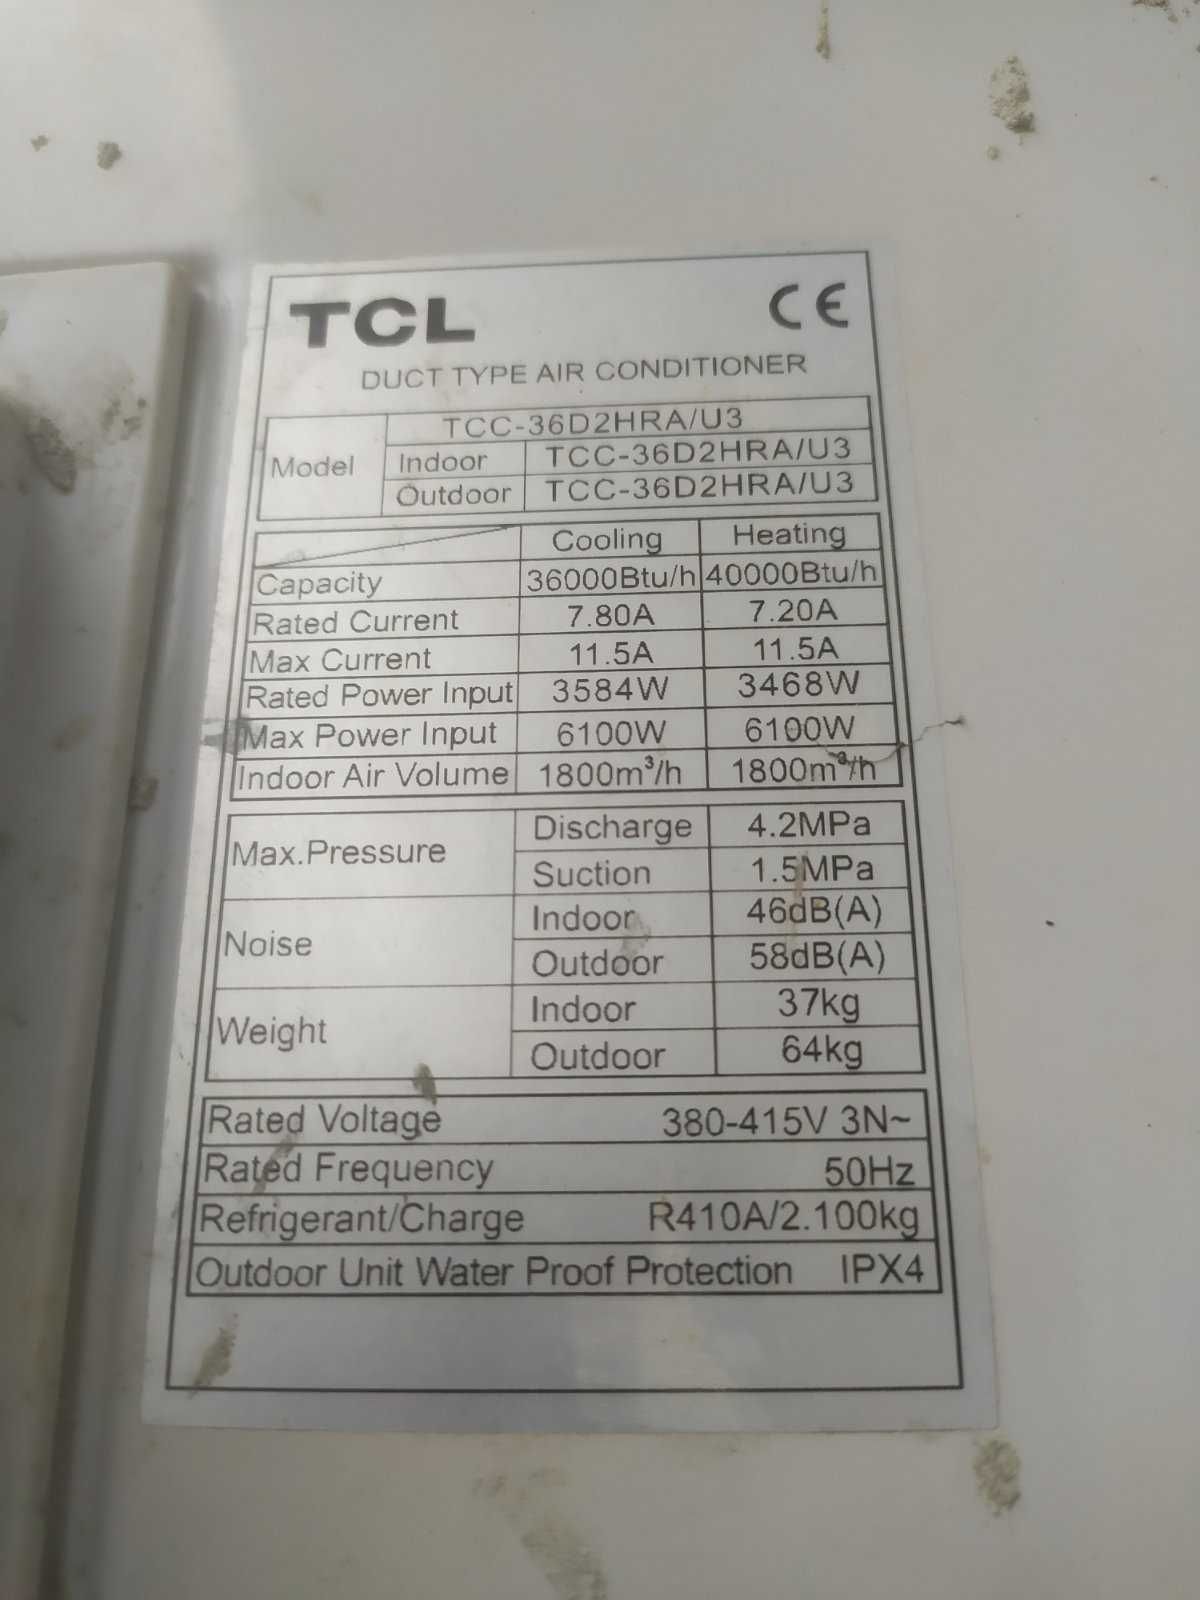 TCL CE
DUCT TYPE AIR CONDITIONER
Model TCC-36D2HRA/U3
Indoor TCC-36D2HRA/U3
Outdoor TCC-36D2HRA/U3
Cooling Heating
Capacity 36000Btu/h 40000Btu/h
Rated Current 7.80A 7.20A
Max Current 11.5A 11.5A
Rated Power Input 3584W 3468W
Max Power Input 6100W 6100W
Indoor Air Volume 1800m³/h 1800m³/h
Max.Pressure Discharge 4.2MPa
Suction 1.5MPa
Noise Indoor 46dB(A)
Outdoor 58dB(A)
Weight Indoor 37kg
Outdoor 64kg
Rated Voltage 380-415V 3N~
Rated Frequency 50Hz
Refrigerant/Charge R410A/2.100kg
Outdoor Unit Water Proof Protection IPX4